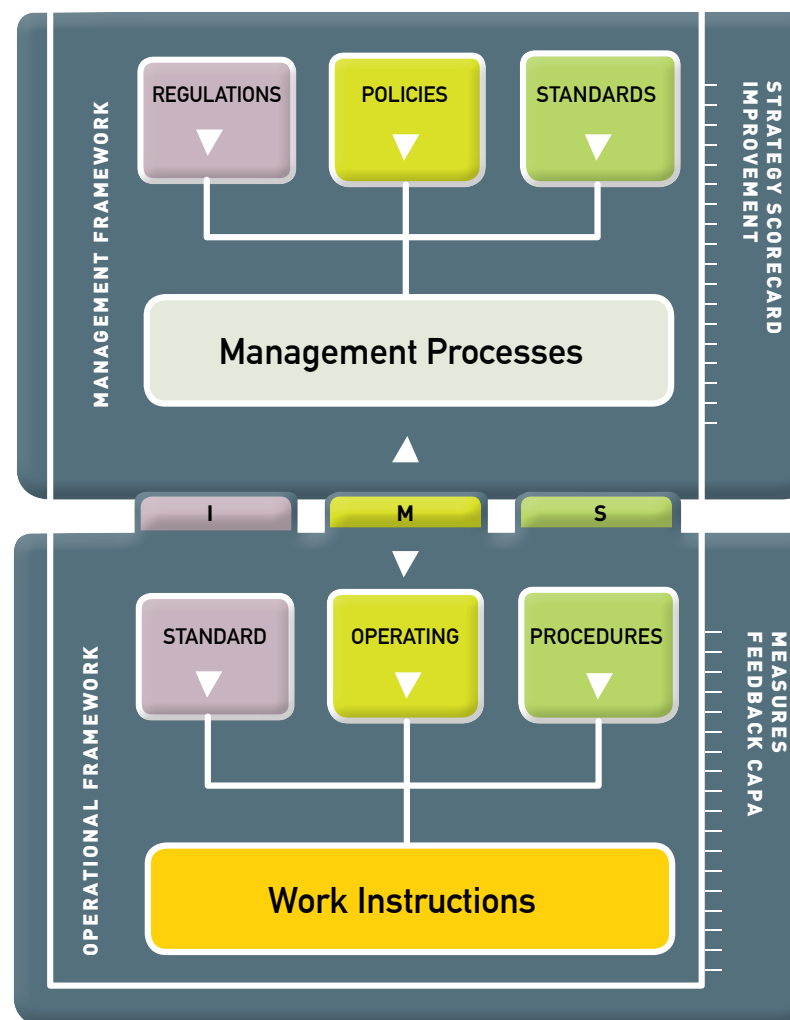 REGULATIONS
POLICIES
STANDARDS
MANAGEMENT FRAMEWORK
STRATEGY SCORECARD
IMPROVEMENT
Management Processes
I
M
S
STANDARD
OPERATING
PROCEDURES
OPERATIONAL FRAMEWORK
MEASURES
FEEDBACK CAPA
Work Instructions